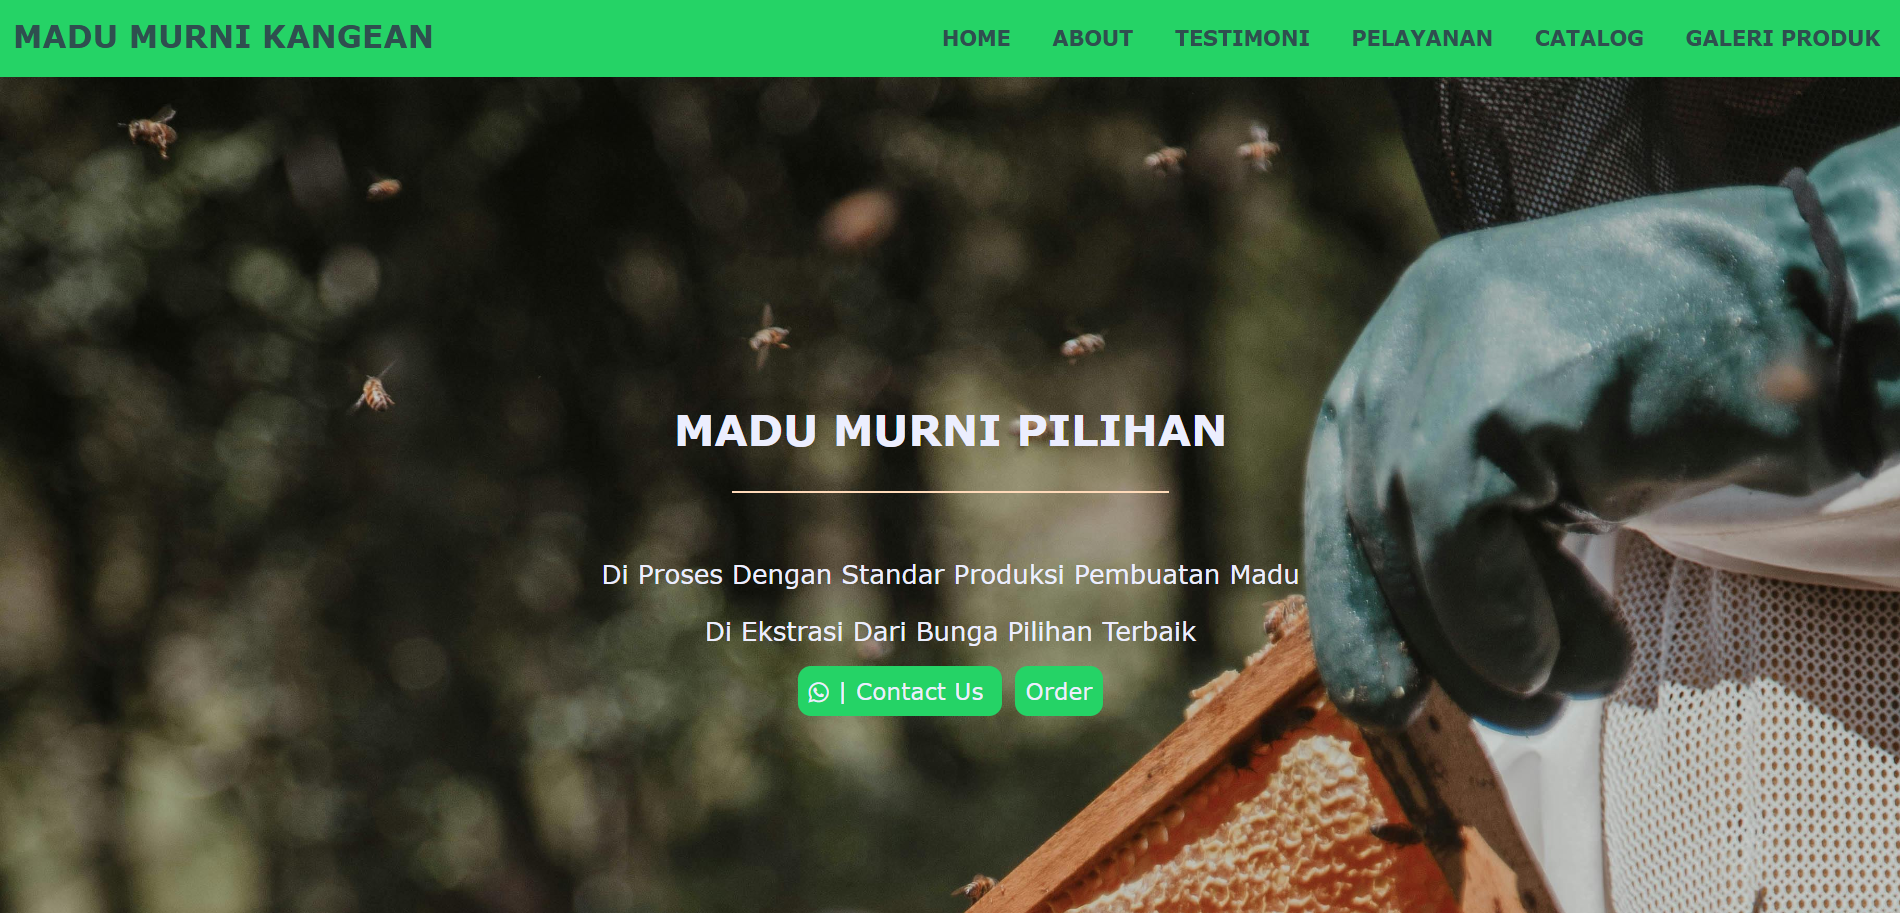 MADU MURNI KANGEAN
HOME ABOUT TESTIMONI PELAYANAN CATALOG GALERI PRODUK
MADU MURNI PILIHAN
Di Proses Dengan Standar Produksi Pembuatan Madu
Di Ekstrasi Dari Bunga Pilihan Terbaik
| Contact Us Order